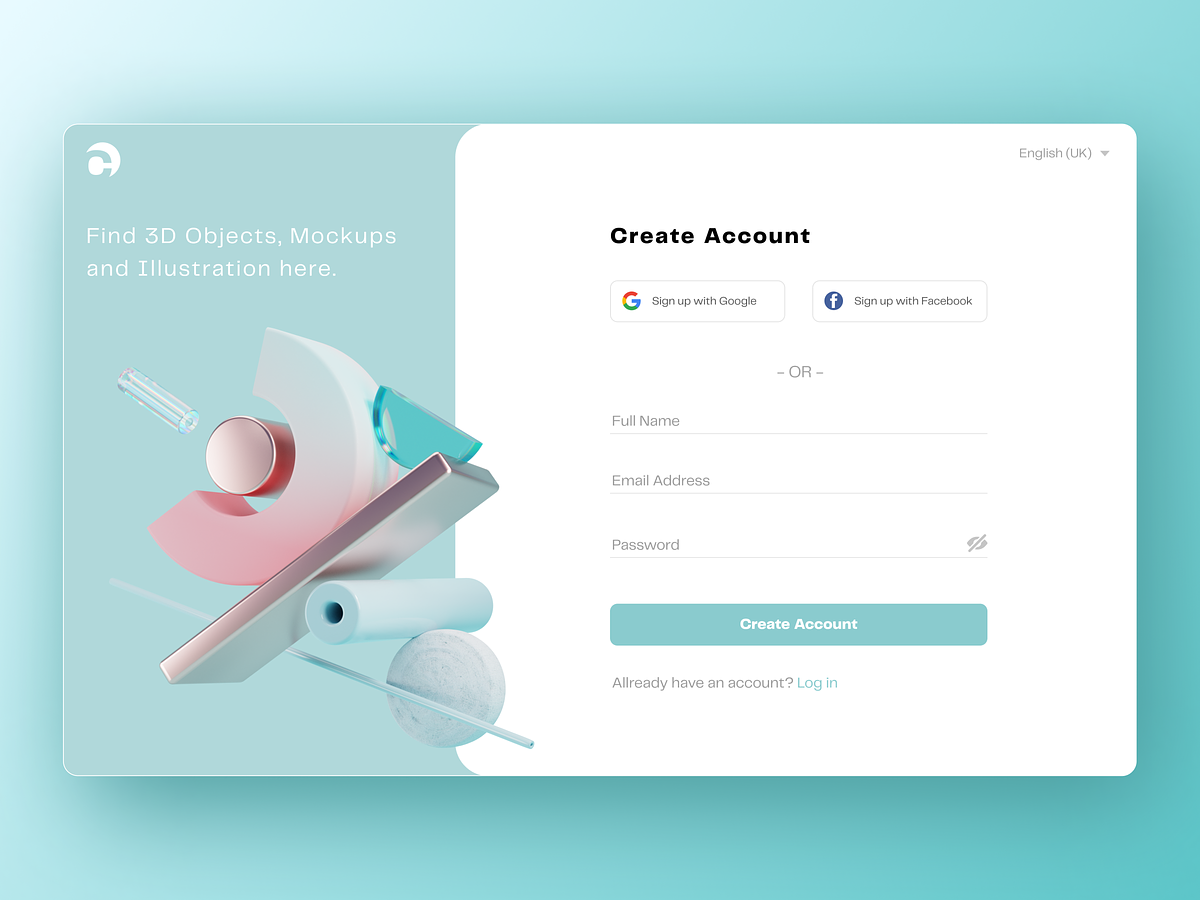 Find 3D Objects, Mockups
and Illustration here.
English (UK)
Create Account
Sign up with Google
Sign up with Facebook
– OR –
Full Name
Email Address
Password
Create Account
Allready have an account? Log in